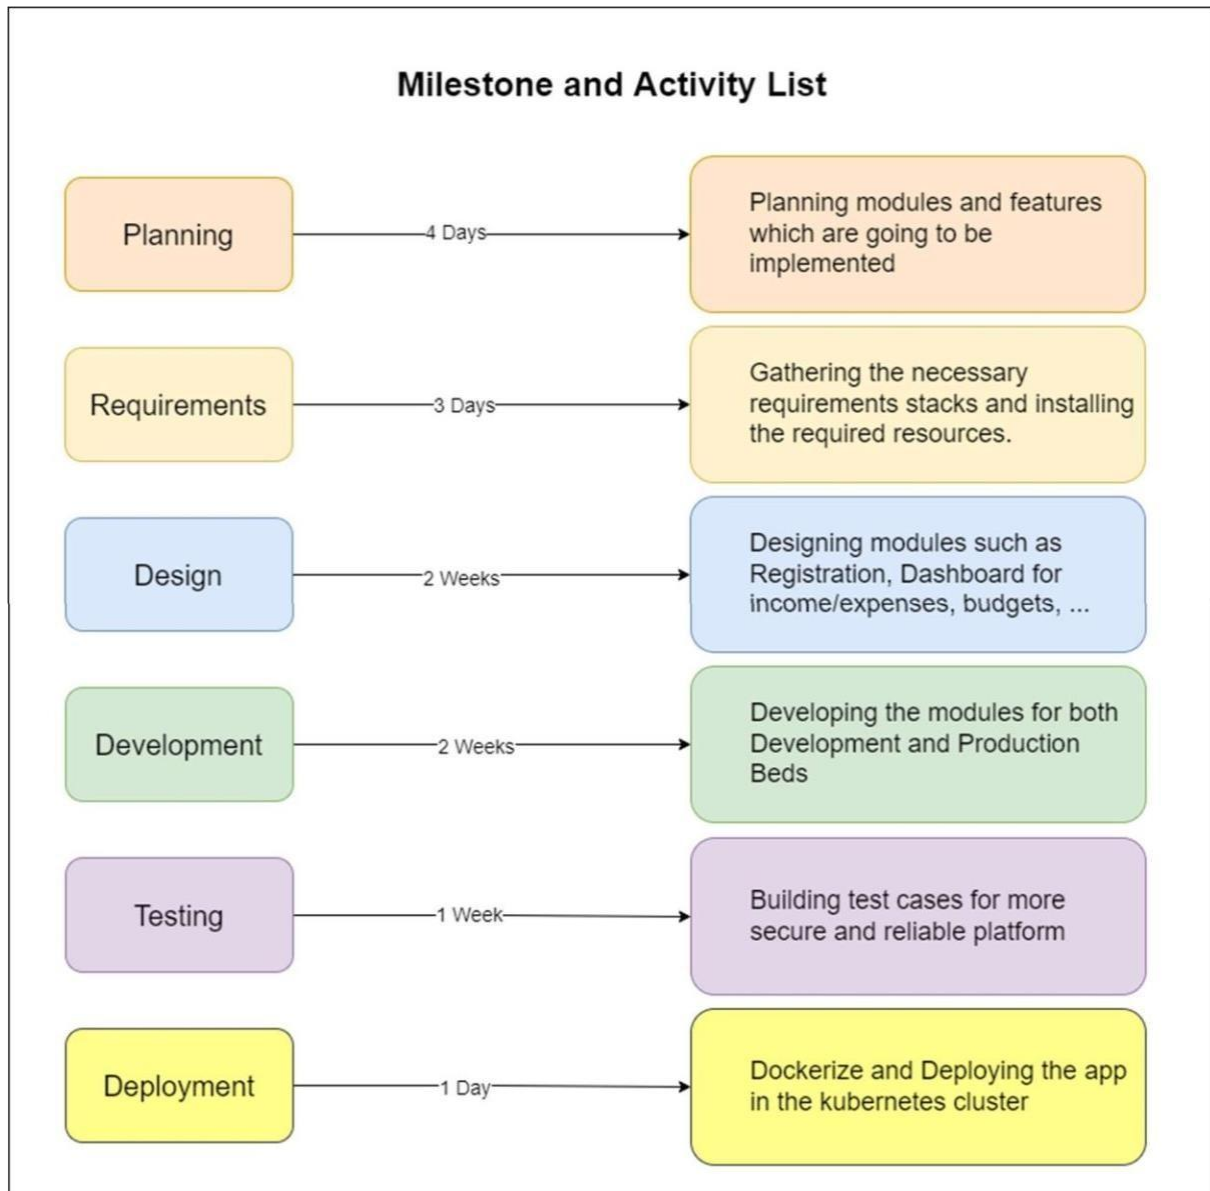 Milestone and Activity List
Planning
4 Days
Planning modules and features
which are going to be
implemented
Requirements
3 Days
Gathering the necessary
requirements stacks and installing
the required resources.
Design
2 Weeks
Designing modules such as
Registration, Dashboard for
income/expenses, budgets, ...
Development
2 Weeks
Developing the modules for both
Development and Production
Beds
Testing
1 Week
Building test cases for more
secure and reliable platform
Deployment
1 Day
Dockerize and Deploying the app
in the kubernetes cluster